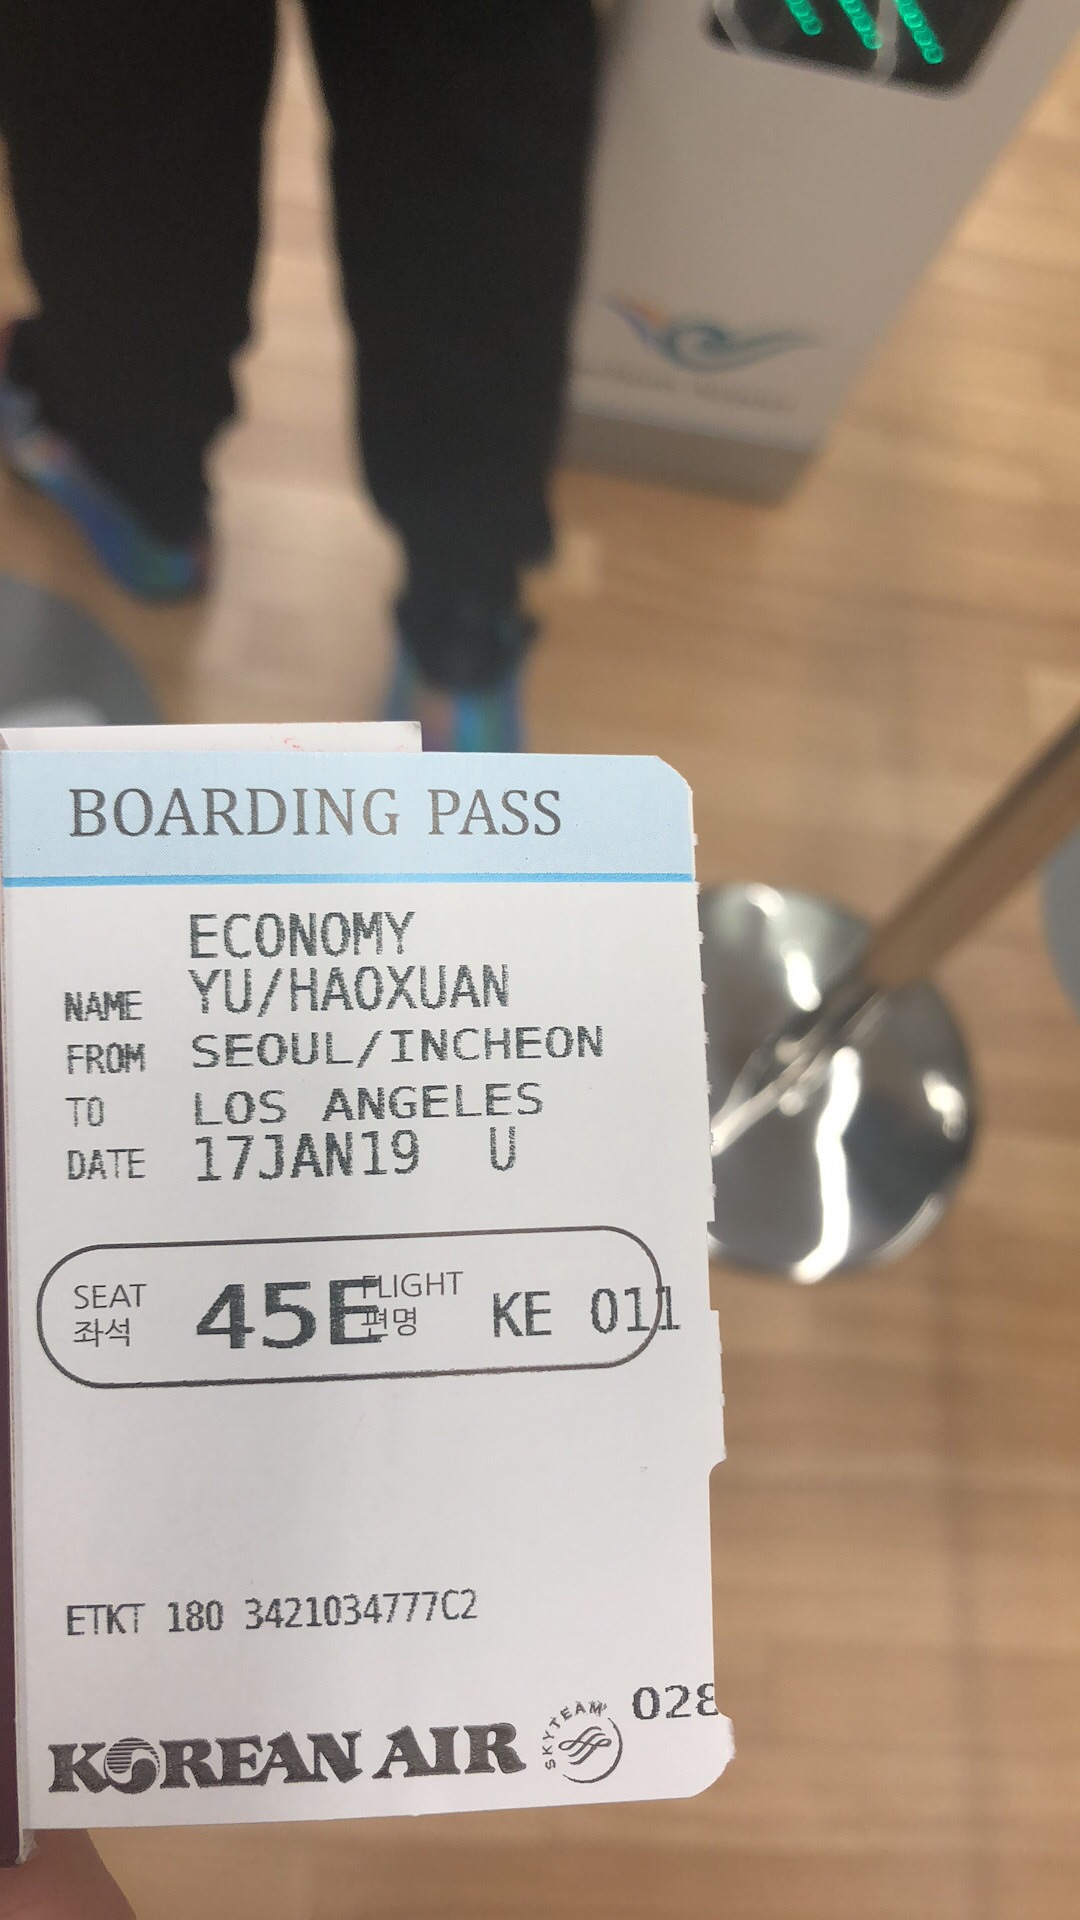 BOARDING PASS
ECONOMY
NAME YU/HAOXUAN
FROM SEOUL/INCHEON
TO LOS ANGELES
DATE 17JAN19 U
SEAT 45E FLIGHT KE 011
좌석 편명
ETKT 180 3421034777C2
028
KOREAN AIR SKYTEAM